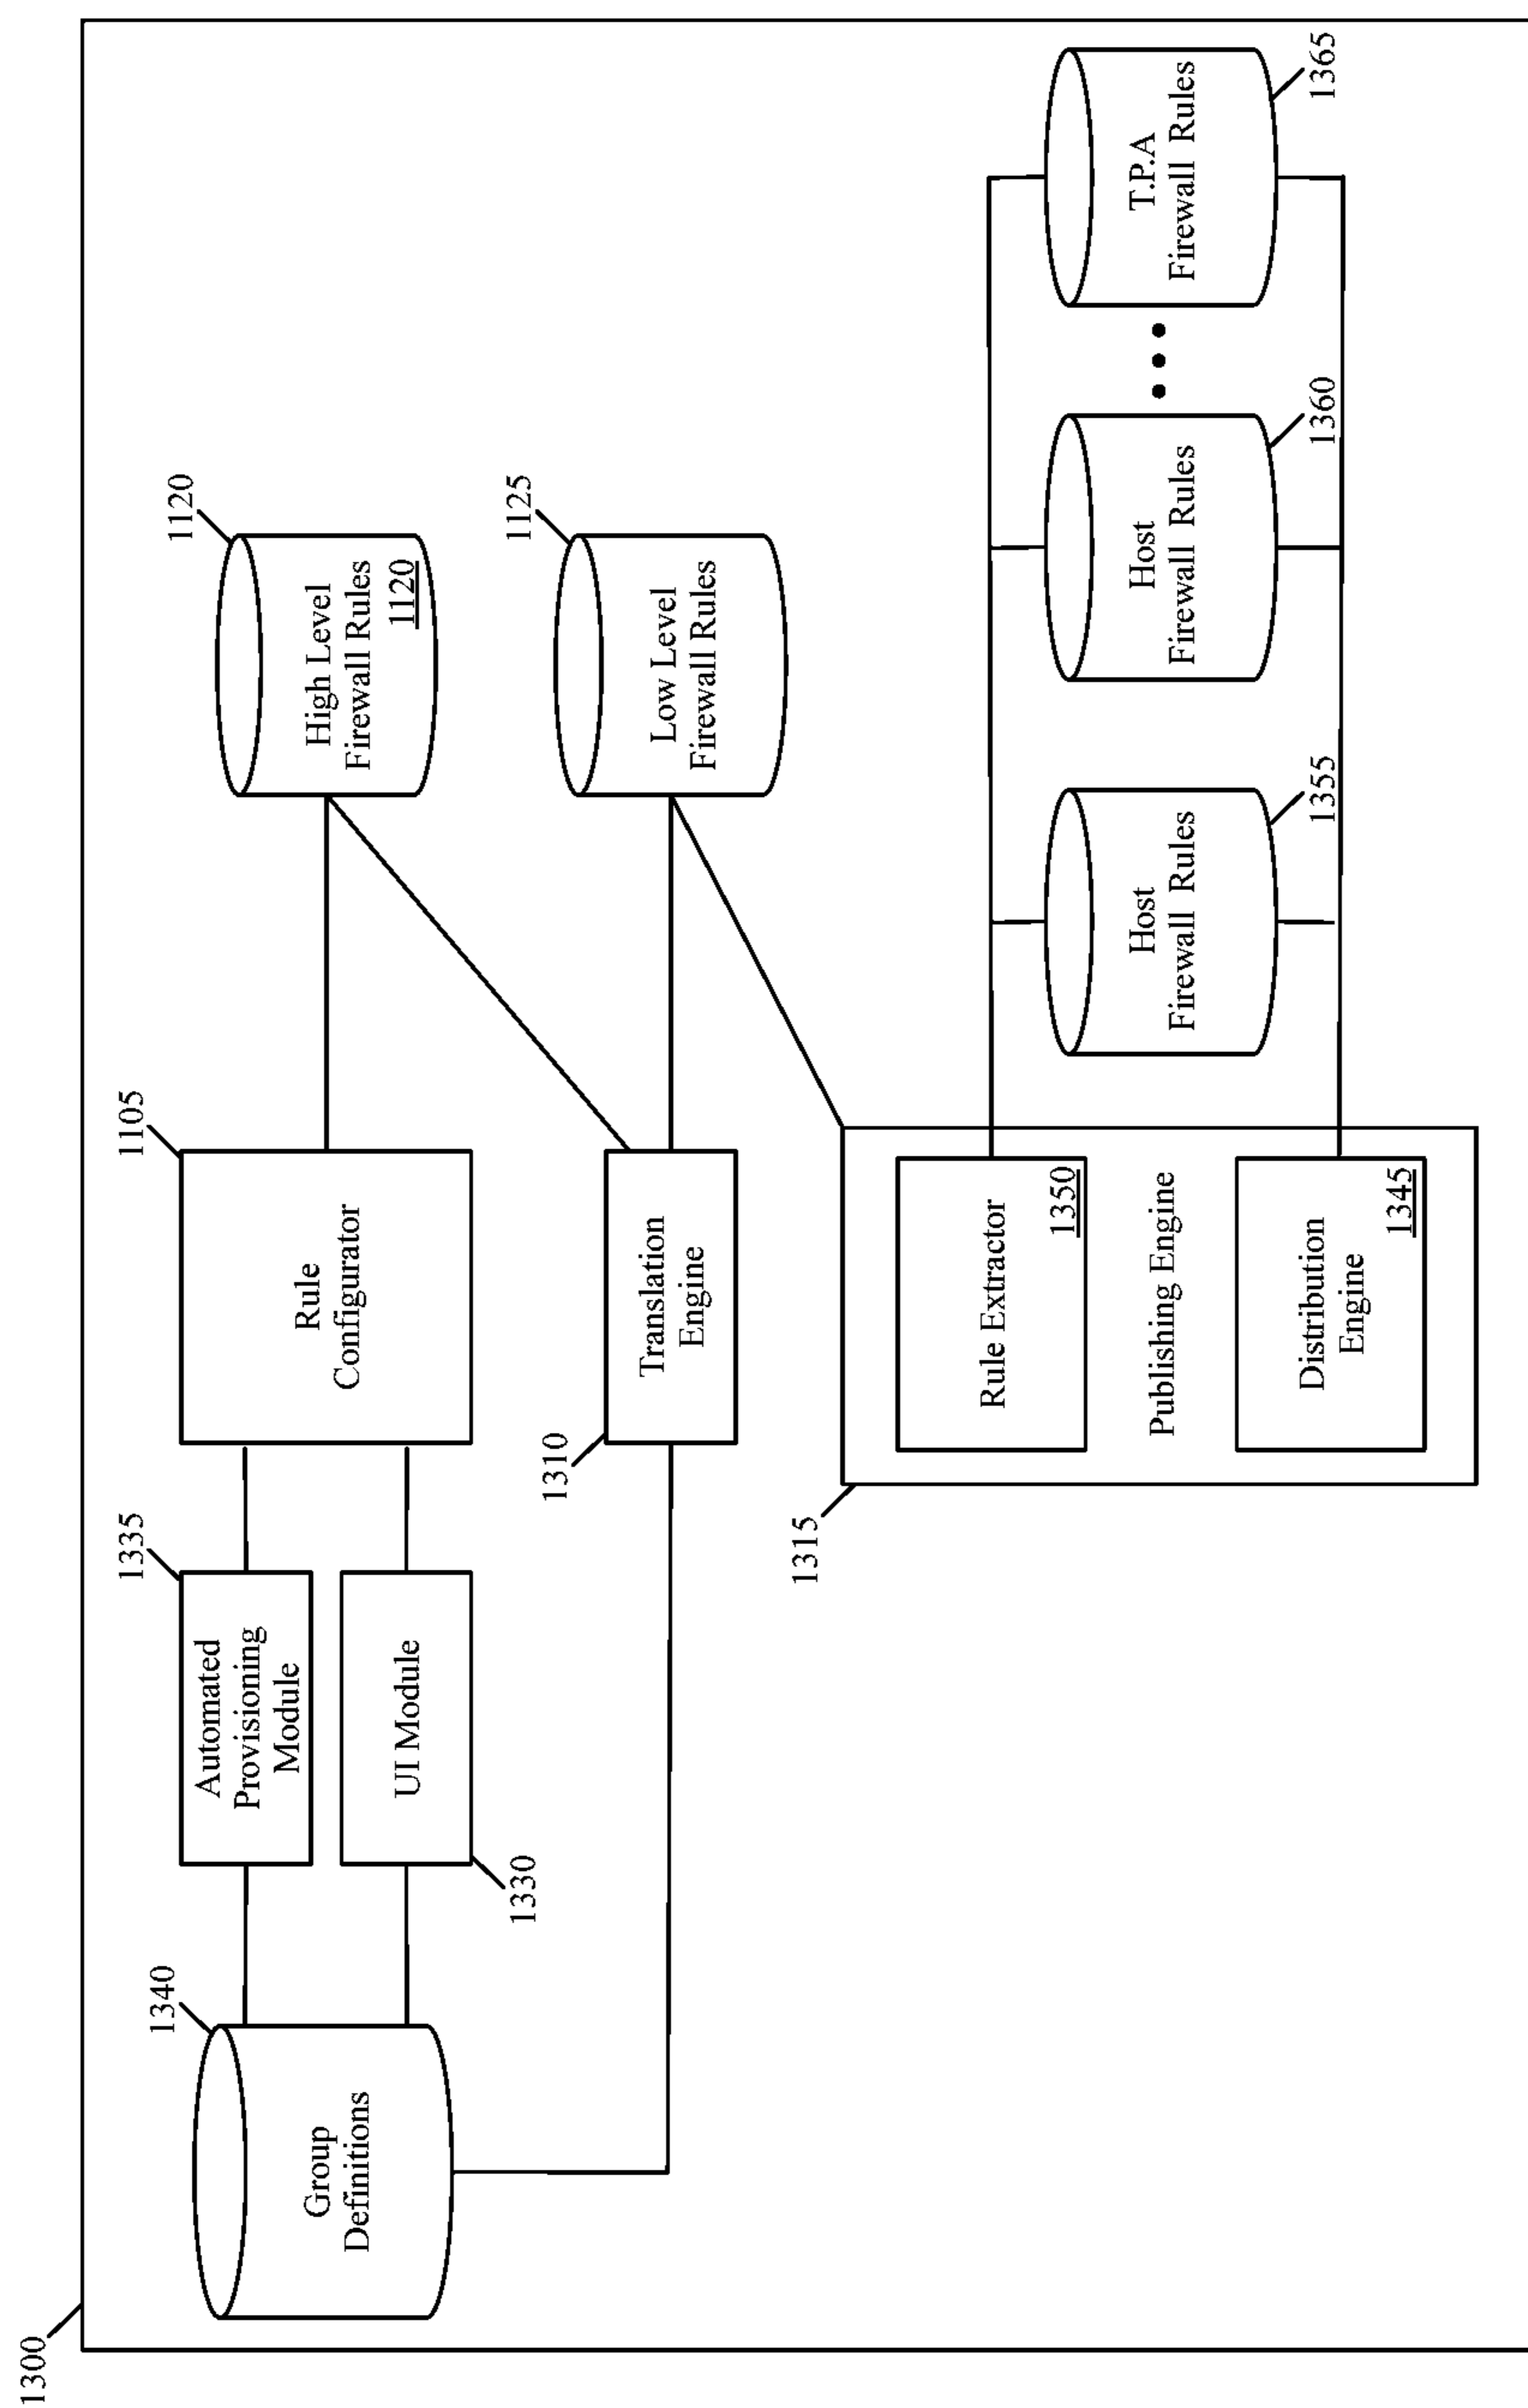 1300
1340
Group
Definitions
1335
Automated
Provisioning
Module
UI Module
1330
1105
Rule
Configurator
1120
High Level
Firewall Rules
1120
1310
Translation
Engine
1125
Low Level
Firewall Rules
1315
Rule Extractor
1350
Publishing Engine
Distribution
Engine
1345
Host
Firewall Rules
1355
Host
Firewall Rules
1360
T.P.A
Firewall Rules
1365